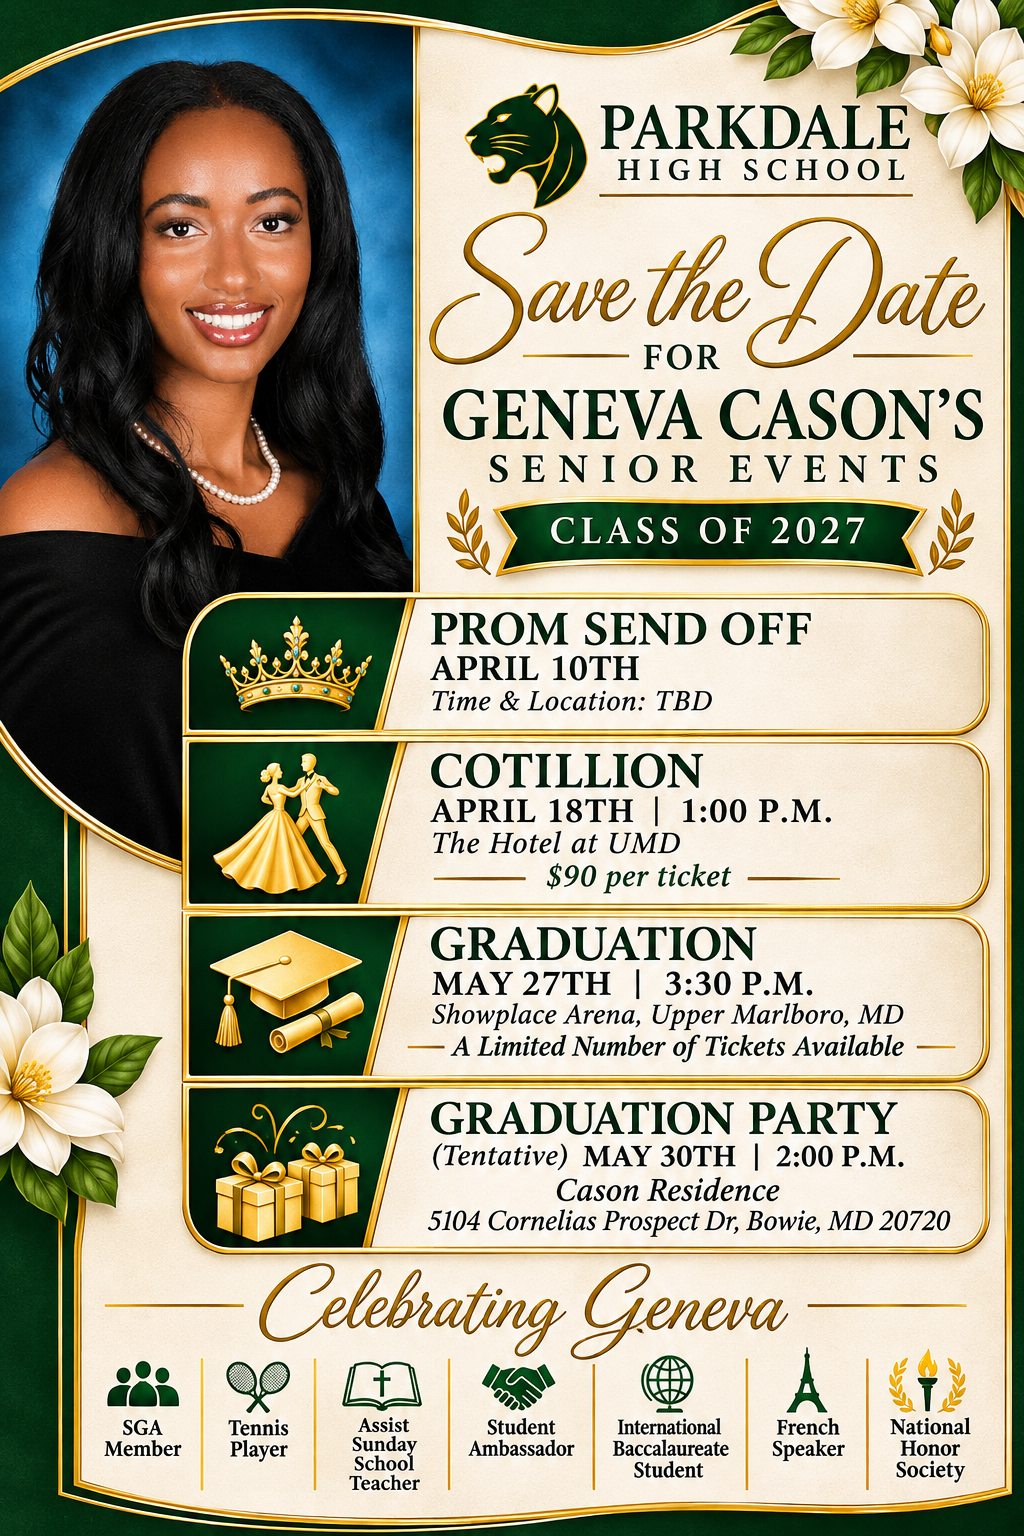 PARKDALE
HIGH SCHOOL
Save the Date
FOR
GENEVA CASON'S
SENIOR EVENTS
CLASS OF 2027
PROM SEND OFF
APRIL 10TH
Time & Location: TBD
COTILLION
APRIL 18TH | 1:00 P.M.
The Hotel at UMD
$90 per ticket
GRADUATION
MAY 27TH | 3:30 P.M.
Showplace Arena, Upper Marlboro, MD
A Limited Number of Tickets Available
GRADUATION PARTY
(Tentative) MAY 30TH | 2:00 P.M.
Cason Residence
5104 Cornelias Prospect Dr, Bowie, MD 20720
Celebrating Geneva
SGA
Member
Tennis
Player
Assist
Sunday
School
Teacher
Student
Ambassador
International
Baccalaureate
Student
French
Speaker
National
Honor
Society